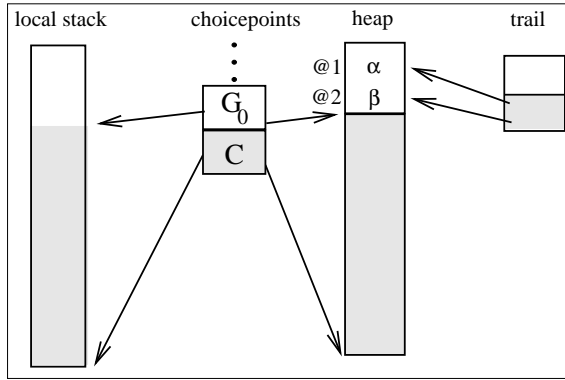 local stack choicepoints heap trail
@1 α
G0 @2 β
C